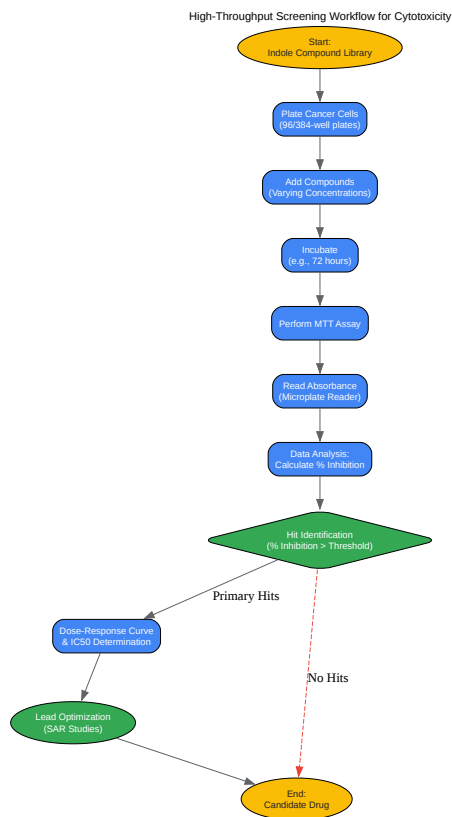 High-Throughput Screening Workflow for Cytotoxicity
Start:
Indole Compound Library
Plate Cancer Cells
(96/384-well plates)
Add Compounds
(Varying Concentrations)
Incubate
(e.g., 72 hours)
Perform MTT Assay
Read Absorbance
(Microplate Reader)
Data Analysis:
Calculate % Inhibition
Hit Identification
(% Inhibition > Threshold)
Primary Hits
Dose-Response Curve
& IC50 Determination
No Hits
Lead Optimization
(SAR Studies)
End:
Candidate Drug